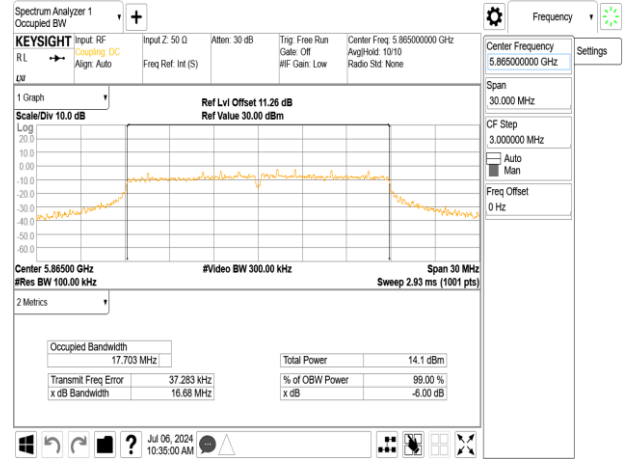 Spectrum Analyzer 1
Occupied BW
Frequency
KEYSIGHT
Input: RF
Coupling: DC
Align: Auto
Input Z: 50 Ω
Freq Ref: Int (S)
Atten: 30 dB
Trig: Free Run
Gate: Off
#IF Gain: Low
Center Freq: 5.865000000 GHz
Avg|Hold: 10/10
Radio Std: None
R L
LXI
Center Frequency
5.865000000 GHz
Settings
Span
30.000 MHz
CF Step
3.000000 MHz
Auto
Man
Freq Offset
0 Hz
1 Graph
Ref Lvl Offset 11.26 dB
Scale/Div 10.0 dB
Ref Value 30.00 dBm
Log
20.0
10.0
0.00
-10.0
-20.0
-30.0
-40.0
-50.0
-60.0
Center 5.86500 GHz
#Video BW 300.00 kHz
Span 30 MHz
#Res BW 100.00 kHz
Sweep 2.93 ms (1001 pts)
2 Metrics
Occupied Bandwidth
17.703 MHz
Total Power 14.1 dBm
Transmit Freq Error 37.283 kHz
% of OBW Power 99.00 %
x dB Bandwidth 16.68 MHz
x dB -6.00 dB
?
Jul 06, 2024
10:35:00 AM